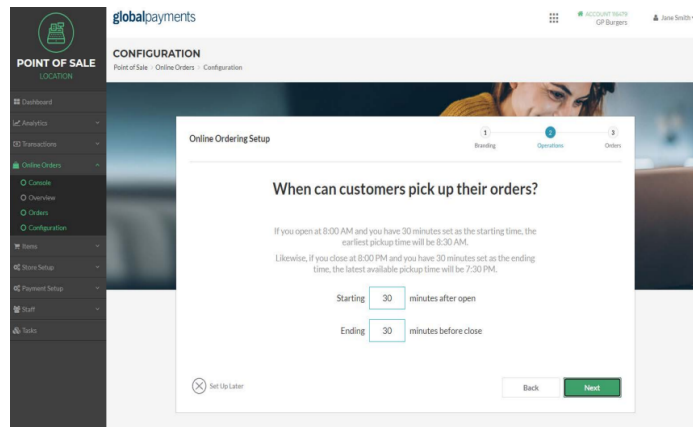 globalpayments
ACCOUNT
GP Burgers
Jane Smith
POINT OF SALE
LOCATION
CONFIGURATION
Point of Sale > Online Orders > Configuration
Dashboard
Analytics
Transactions
Online Orders
Console
Overview
Orders
Configuration
Items
Store Setup
Payment Setup
Staff
Tasks
Online Ordering Setup
1
2
3
Branding
Operations
Orders
When can customers pick up their orders?
If you open at 8:00 AM and you have 30 minutes set as the starting time, the
earliest pickup time will be 8:30 AM.
Likewise, if you close at 8:00 PM and you have 30 minutes set as the ending
time, the latest available pickup time will be 7:30 PM.
Starting 30 minutes after open
Ending 30 minutes before close
Set Up Later
Back
Next